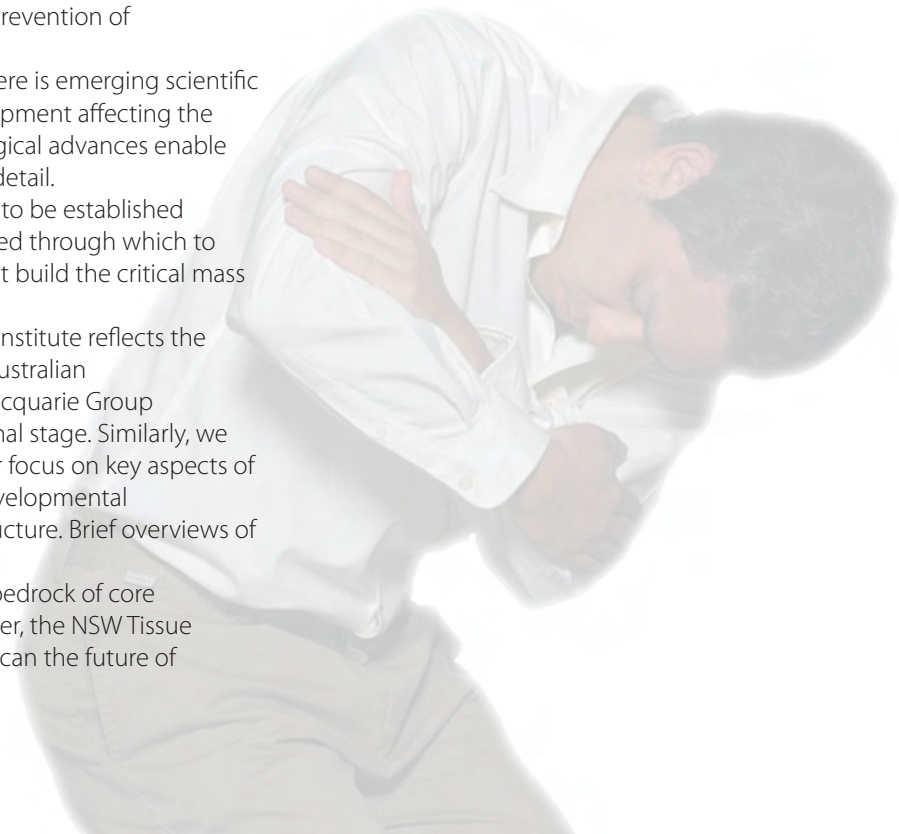 revention of
ere is emerging scientific
opment affecting the
gical advances enable
detail.
to be established
ed through which to
t build the critical mass
nstitute reflects the
ustralian
cquarie Group
nal stage. Similarly, we
r focus on key aspects of
velopmental
ucture. Brief overviews of
bedrock of core
er, the NSW Tissue
can the future of